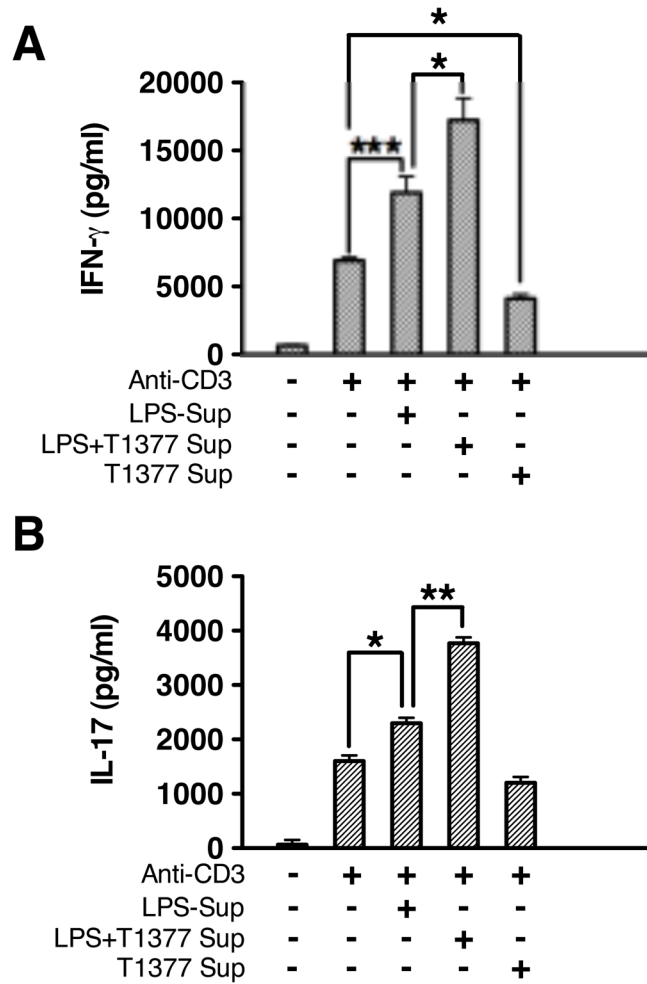 A
*
*
***
20000
15000
10000
5000
0
IFN-γ (pg/ml)
Anti-CD3 - + + + +
LPS-Sup - - + - -
LPS+T1377 Sup - - - + -
T1377 Sup - - - - +
B
**
*
5000
4000
3000
2000
1000
0
IL-17 (pg/ml)
Anti-CD3 - + + + +
LPS-Sup - - + - -
LPS+T1377 Sup - - - + -
T1377 Sup - - - - +